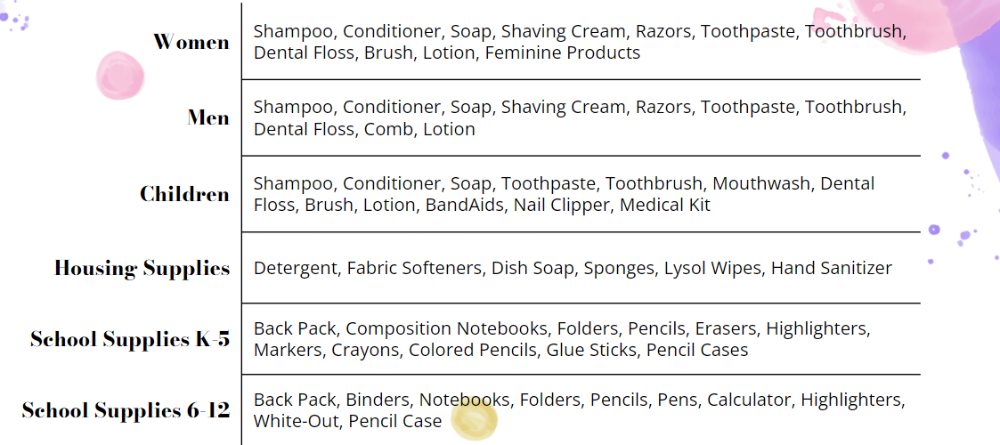 Women
Shampoo, Conditioner, Soap, Shaving Cream, Razors, Toothpaste, Toothbrush,
Dental Floss, Brush, Lotion, Feminine Products
Men
Shampoo, Conditioner, Soap, Shaving Cream, Razors, Toothpaste, Toothbrush,
Dental Floss, Comb, Lotion
Children
Shampoo, Conditioner, Soap, Toothpaste, Toothbrush, Mouthwash, Dental
Floss, Brush, Lotion, BandAids, Nail Clipper, Medical Kit
Housing Supplies
Detergent, Fabric Softeners, Dish Soap, Sponges, Lysol Wipes, Hand Sanitizer
School Supplies K-5
Back Pack, Composition Notebooks, Folders, Pencils, Erasers, Highlighters,
Markers, Crayons, Colored Pencils, Glue Sticks, Pencil Cases
School Supplies 6-12
Back Pack, Binders, Notebooks, Folders, Pencils, Pens, Calculator, Highlighters,
White-Out, Pencil Case